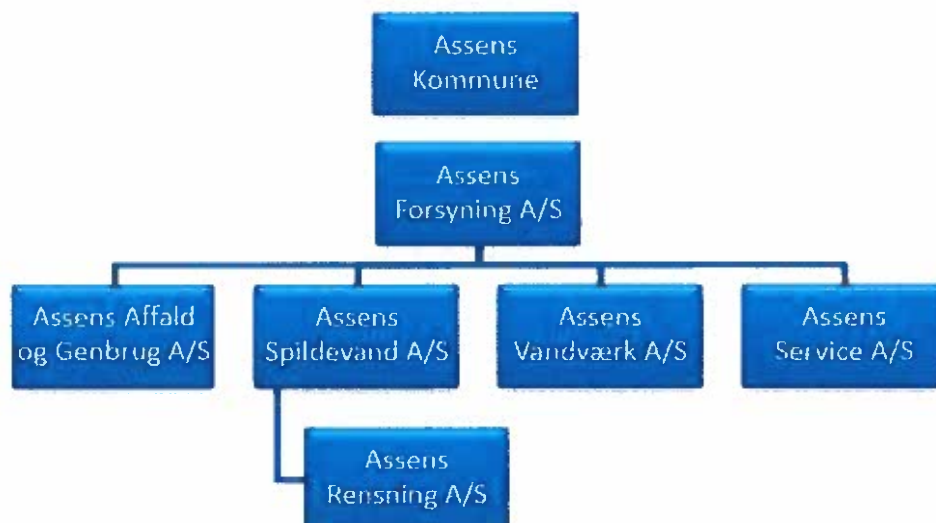 Assens
Kommune
Assens
Forsyning A/S
Assens Affald
og Genbrug A/S
Assens
Spildevand A/S
Assens
Vandværk A/S
Assens
Service A/S
Assens
Rensning A/S